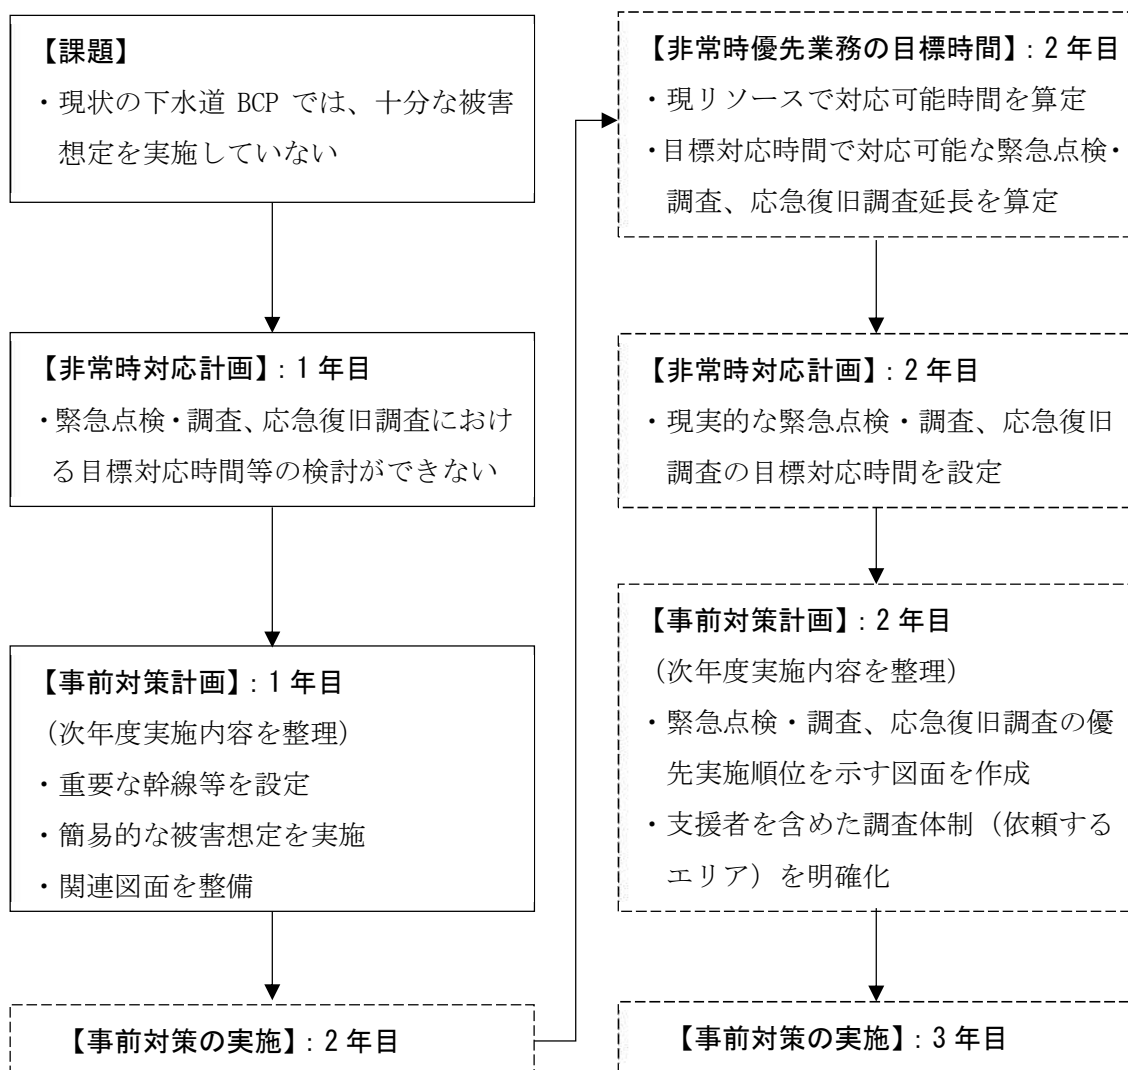 【課題】
・現状の下水道 BCP では、十分な被害
想定を実施していない
【非常時対応計画】：1 年目
・緊急点検・調査、応急復旧調査におけ
る目標対応時間等の検討ができない
【事前対策計画】：1 年目
（次年度実施内容を整理）
・重要な幹線等を設定
・簡易的な被害想定を実施
・関連図面を整備
【事前対策の実施】：2 年目
【非常時優先業務の目標時間】：2 年目
・現リソースで対応可能時間を算定
・目標対応時間で対応可能な緊急点検・
調査、応急復旧調査延長を算定
【非常時対応計画】：2 年目
・現実的な緊急点検・調査、応急復旧
調査の目標対応時間を設定
【事前対策計画】：2 年目
（次年度実施内容を整理）
・緊急点検・調査、応急復旧調査の優
先実施順位を示す図面を作成
・支援者を含めた調査体制（依頼する
エリア）を明確化
【事前対策の実施】：3 年目